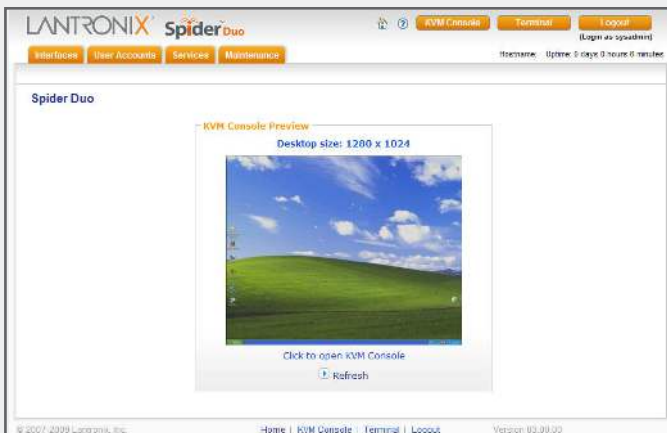 LANTRONIX Spider Duo
KVM Console Terminal Logout
(Login as sysadmin)
Interfaces User Accounts Services Maintenance
Hostname: Uptime: 0 days 0 hours 8 minutes
Spider Duo
KVM Console Preview
Desktop size: 1280 x 1024
Click to open KVM Console
Refresh
© 2007-2009 Lantronix, Inc.
Home | KVM Console | Terminal | Logout
Version 03.00.00